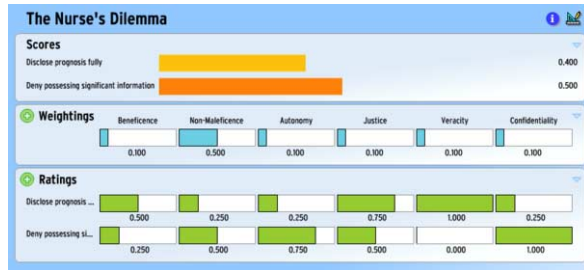 The Nurse's Dilemma
Scores
Disclose prognosis fully 0.400
Deny possessing significant information 0.500
Weightings Beneficence Non-Maleficence Autonomy Justice Veracity Confidentiality
0.100 0.500 0.100 0.100 0.100 0.100
Ratings
Disclose prognosis ...
0.500 0.250 0.250 0.750 1.000 0.250
Deny possessing si...
0.250 0.500 0.750 0.500 0.000 1.000